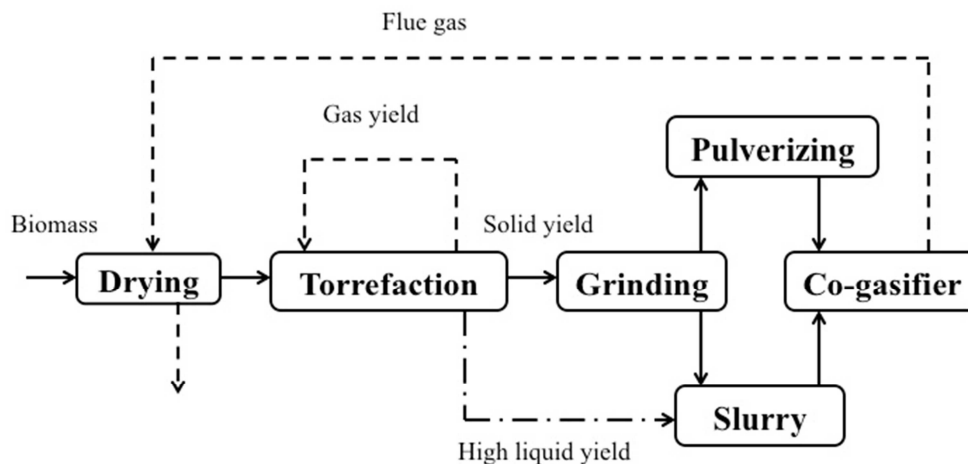 Flue gas
Gas yield
Pulverizing
Biomass
Solid yield
Drying
Torrefaction
Grinding
Co-gasifier
Slurry
High liquid yield